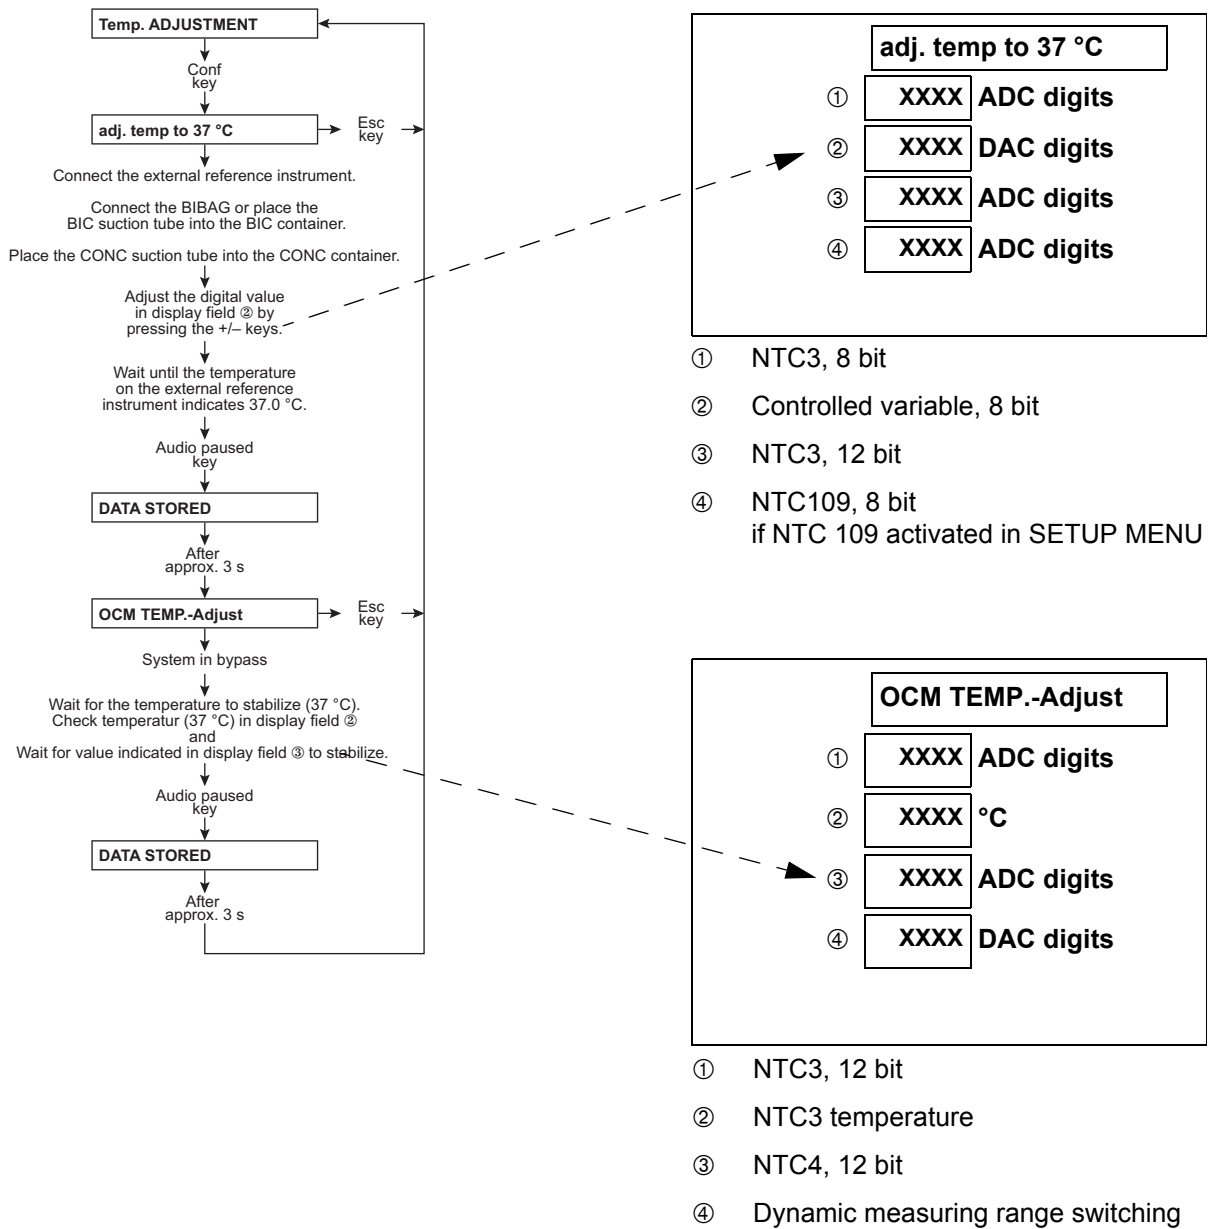 Temp. ADJUSTMENT
Conf
key
adj. temp to 37 °C
Esc
key
Connect the external reference instrument.
Connect the BIBAG or place the
BIC suction tube into the BIC container.
Place the CONC suction tube into the CONC container.
Adjust the digital value
in display field ② by
pressing the +/– keys.
Wait until the temperature
on the external reference
instrument indicates 37.0 °C.
Audio paused
key
DATA STORED
After
approx. 3 s
OCM TEMP.-Adjust
Esc
key
System in bypass
Wait for the temperature to stabilize (37 °C).
Check temperatur (37 °C) in display field ②
and
Wait for value indicated in display field ③ to stabilize.
Audio paused
key
DATA STORED
After
approx. 3 s
adj. temp to 37 °C
① XXXX ADC digits
② XXXX DAC digits
③ XXXX ADC digits
④ XXXX ADC digits
① NTC3, 8 bit
② Controlled variable, 8 bit
③ NTC3, 12 bit
④ NTC109, 8 bit
if NTC 109 activated in SETUP MENU
OCM TEMP.-Adjust
① XXXX ADC digits
② XXXX °C
③ XXXX ADC digits
④ XXXX DAC digits
① NTC3, 12 bit
② NTC3 temperature
③ NTC4, 12 bit
④ Dynamic measuring range switching